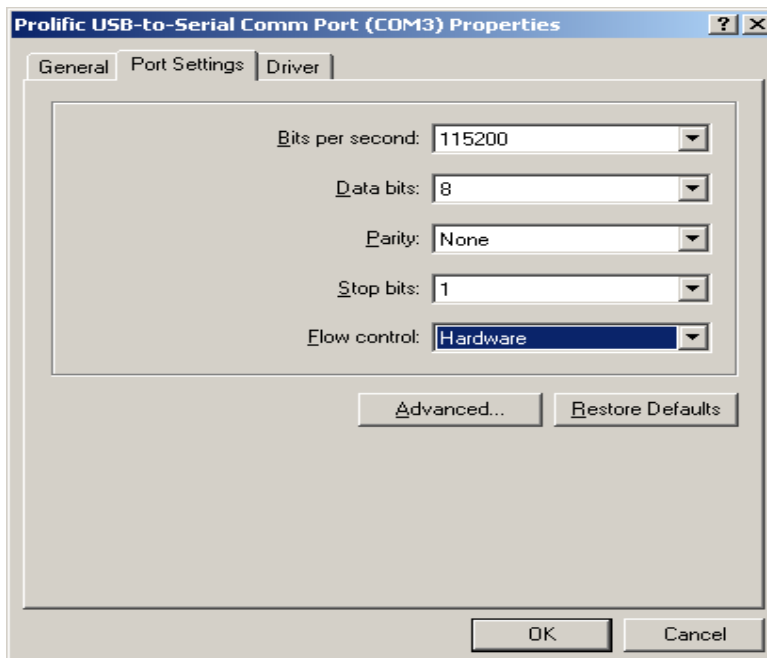 Prolific USB-to-Serial Comm Port (COM3) Properties
General Port Settings Driver
Bits per second: 115200
Data bits: 8
Parity: None
Stop bits: 1
Flow control: Hardware
Advanced... Restore Defaults
OK Cancel